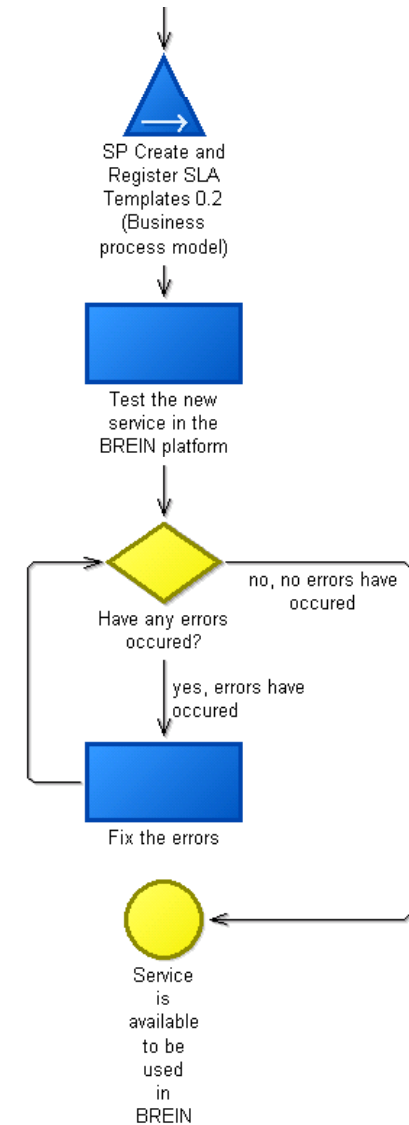 SP Create and
Register SLA
Templates 0.2
(Business
process model)
Test the new
service in the
BREIN platform
no, no errors have
occured
Have any errors
occured?
yes, errors have
occured
Fix the errors
Service
is
available
to be
used
in
BREIN